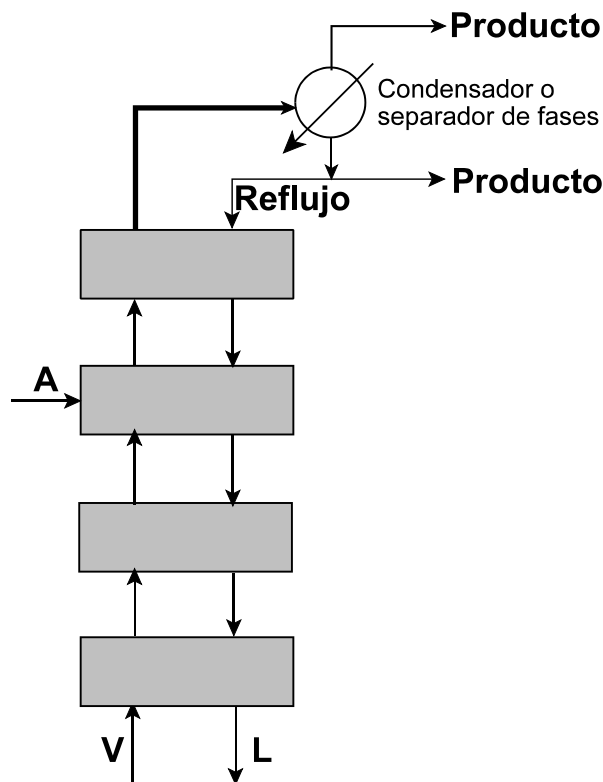 Producto
Condensador o
separador de fases
Producto
Reflujo
A
V
L